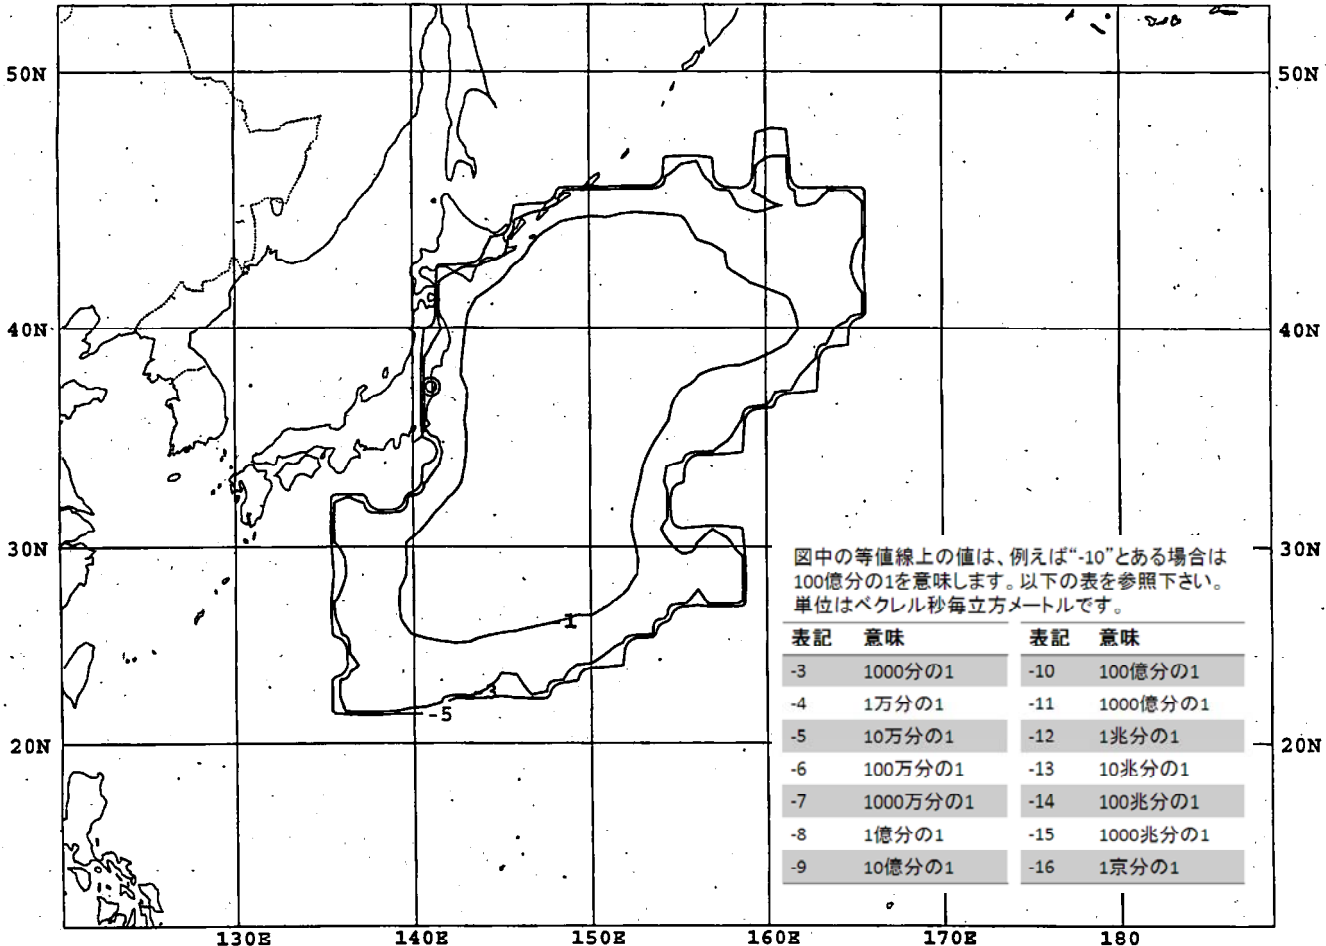 50N
50N
40N
40N
30N
30N
20N
20N
-1
-3
-5
図中の等値線上の値は、例えば“-10”とある場合は
100億分の1を意味します。以下の表を参照下さい。
単位はベクレル秒毎立方メートルです。
表記 意味 表記 意味
-3 1000分の1 -10 100億分の1
-4 1万分の1 -11 1000億分の1
-5 10万分の1 -12 1兆分の1
-6 100万分の1 -13 10兆分の1
-7 1000万分の1 -14 100兆分の1
-8 1億分の1 -15 1000兆分の1
-9 10億分の1 -16 1京分の1
130E 140E 150E 160E 170E 180